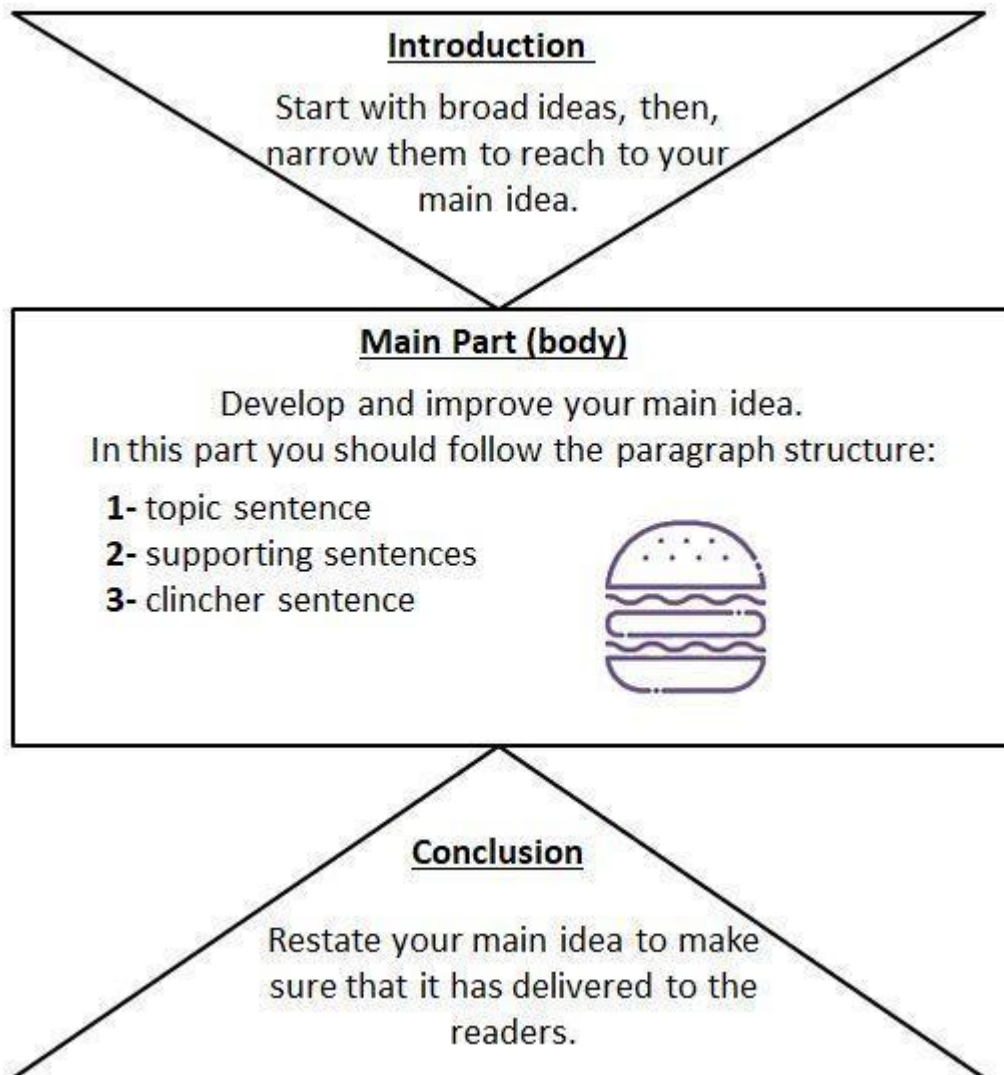 Introduction
Start with broad ideas, then,
narrow them to reach to your
main idea.
Main Part (body)
Develop and improve your main idea.
In this part you should follow the paragraph structure:
1- topic sentence
2- supporting sentences
3- clincher sentence
Conclusion
Restate your main idea to make
sure that it has delivered to the
readers.